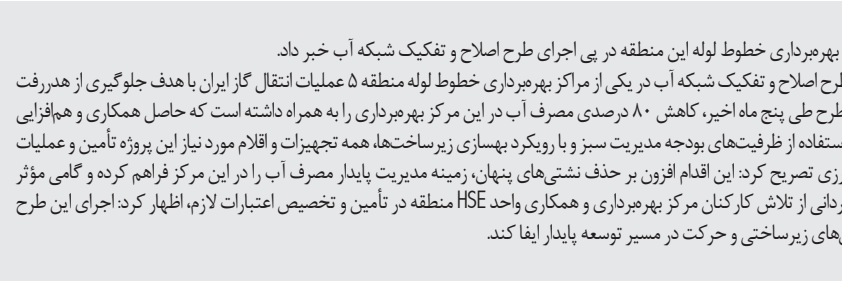 بهره‌برداری خطوط لوله این منطقه در پی اجرای طرح اصلاح و تفکیک شبکه آب خبر داد.
طرح اصلاح و تفکیک شبکه آب در یکی از مراکز بهره‌برداری خطوط لوله منطقه ۵ عملیات انتقال گاز ایران با هدف جلوگیری از هدررفت
طرح طی پنج ماه اخیر، کاهش ۸۰ درصدی مصرف آب در این مرکز بهره‌برداری را به همراه داشته است که حاصل همکاری و هم‌افزایی
ستفاده از ظرفیت‌های بودجه مدیریت سبز و با رویکرد بهسازی زیرساخت‌ها، همه تجهیزات و اقلام مورد نیاز این پروژه تأمین و عملیات
رزی تصریح کرد: این اقدام افزون بر حذف نشتی‌های پنهان، زمینه مدیریت پایدار مصرف آب را در این مرکز فراهم کرده و گامی مؤثر
ردانی از تلاش کارکنان مرکز بهره‌برداری و همکاری واحد HSE منطقه در تأمین و تخصیص اعتبارات لازم، اظهار کرد: اجرای این طرح
های زیرساختی و حرکت در مسیر توسعه پایدار ایفا کند.